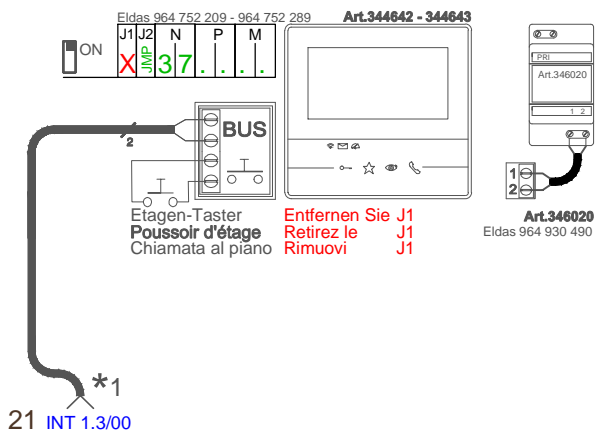 Eldas 964 752 209 - 964 752 289
Art.344642 - 344643
ON
J1 J2 N P M
X JMP 3 7 . . . .
PRI
Art.346020
1 2
BUS
2
1
2
Etagen-Taster
Poussoir d'étage
Chiamata al piano
Entfernen Sie J1
Retirez le J1
Rimuovi J1
Art.346020
Eldas 964 930 490
*1
21 INT 1.3/00